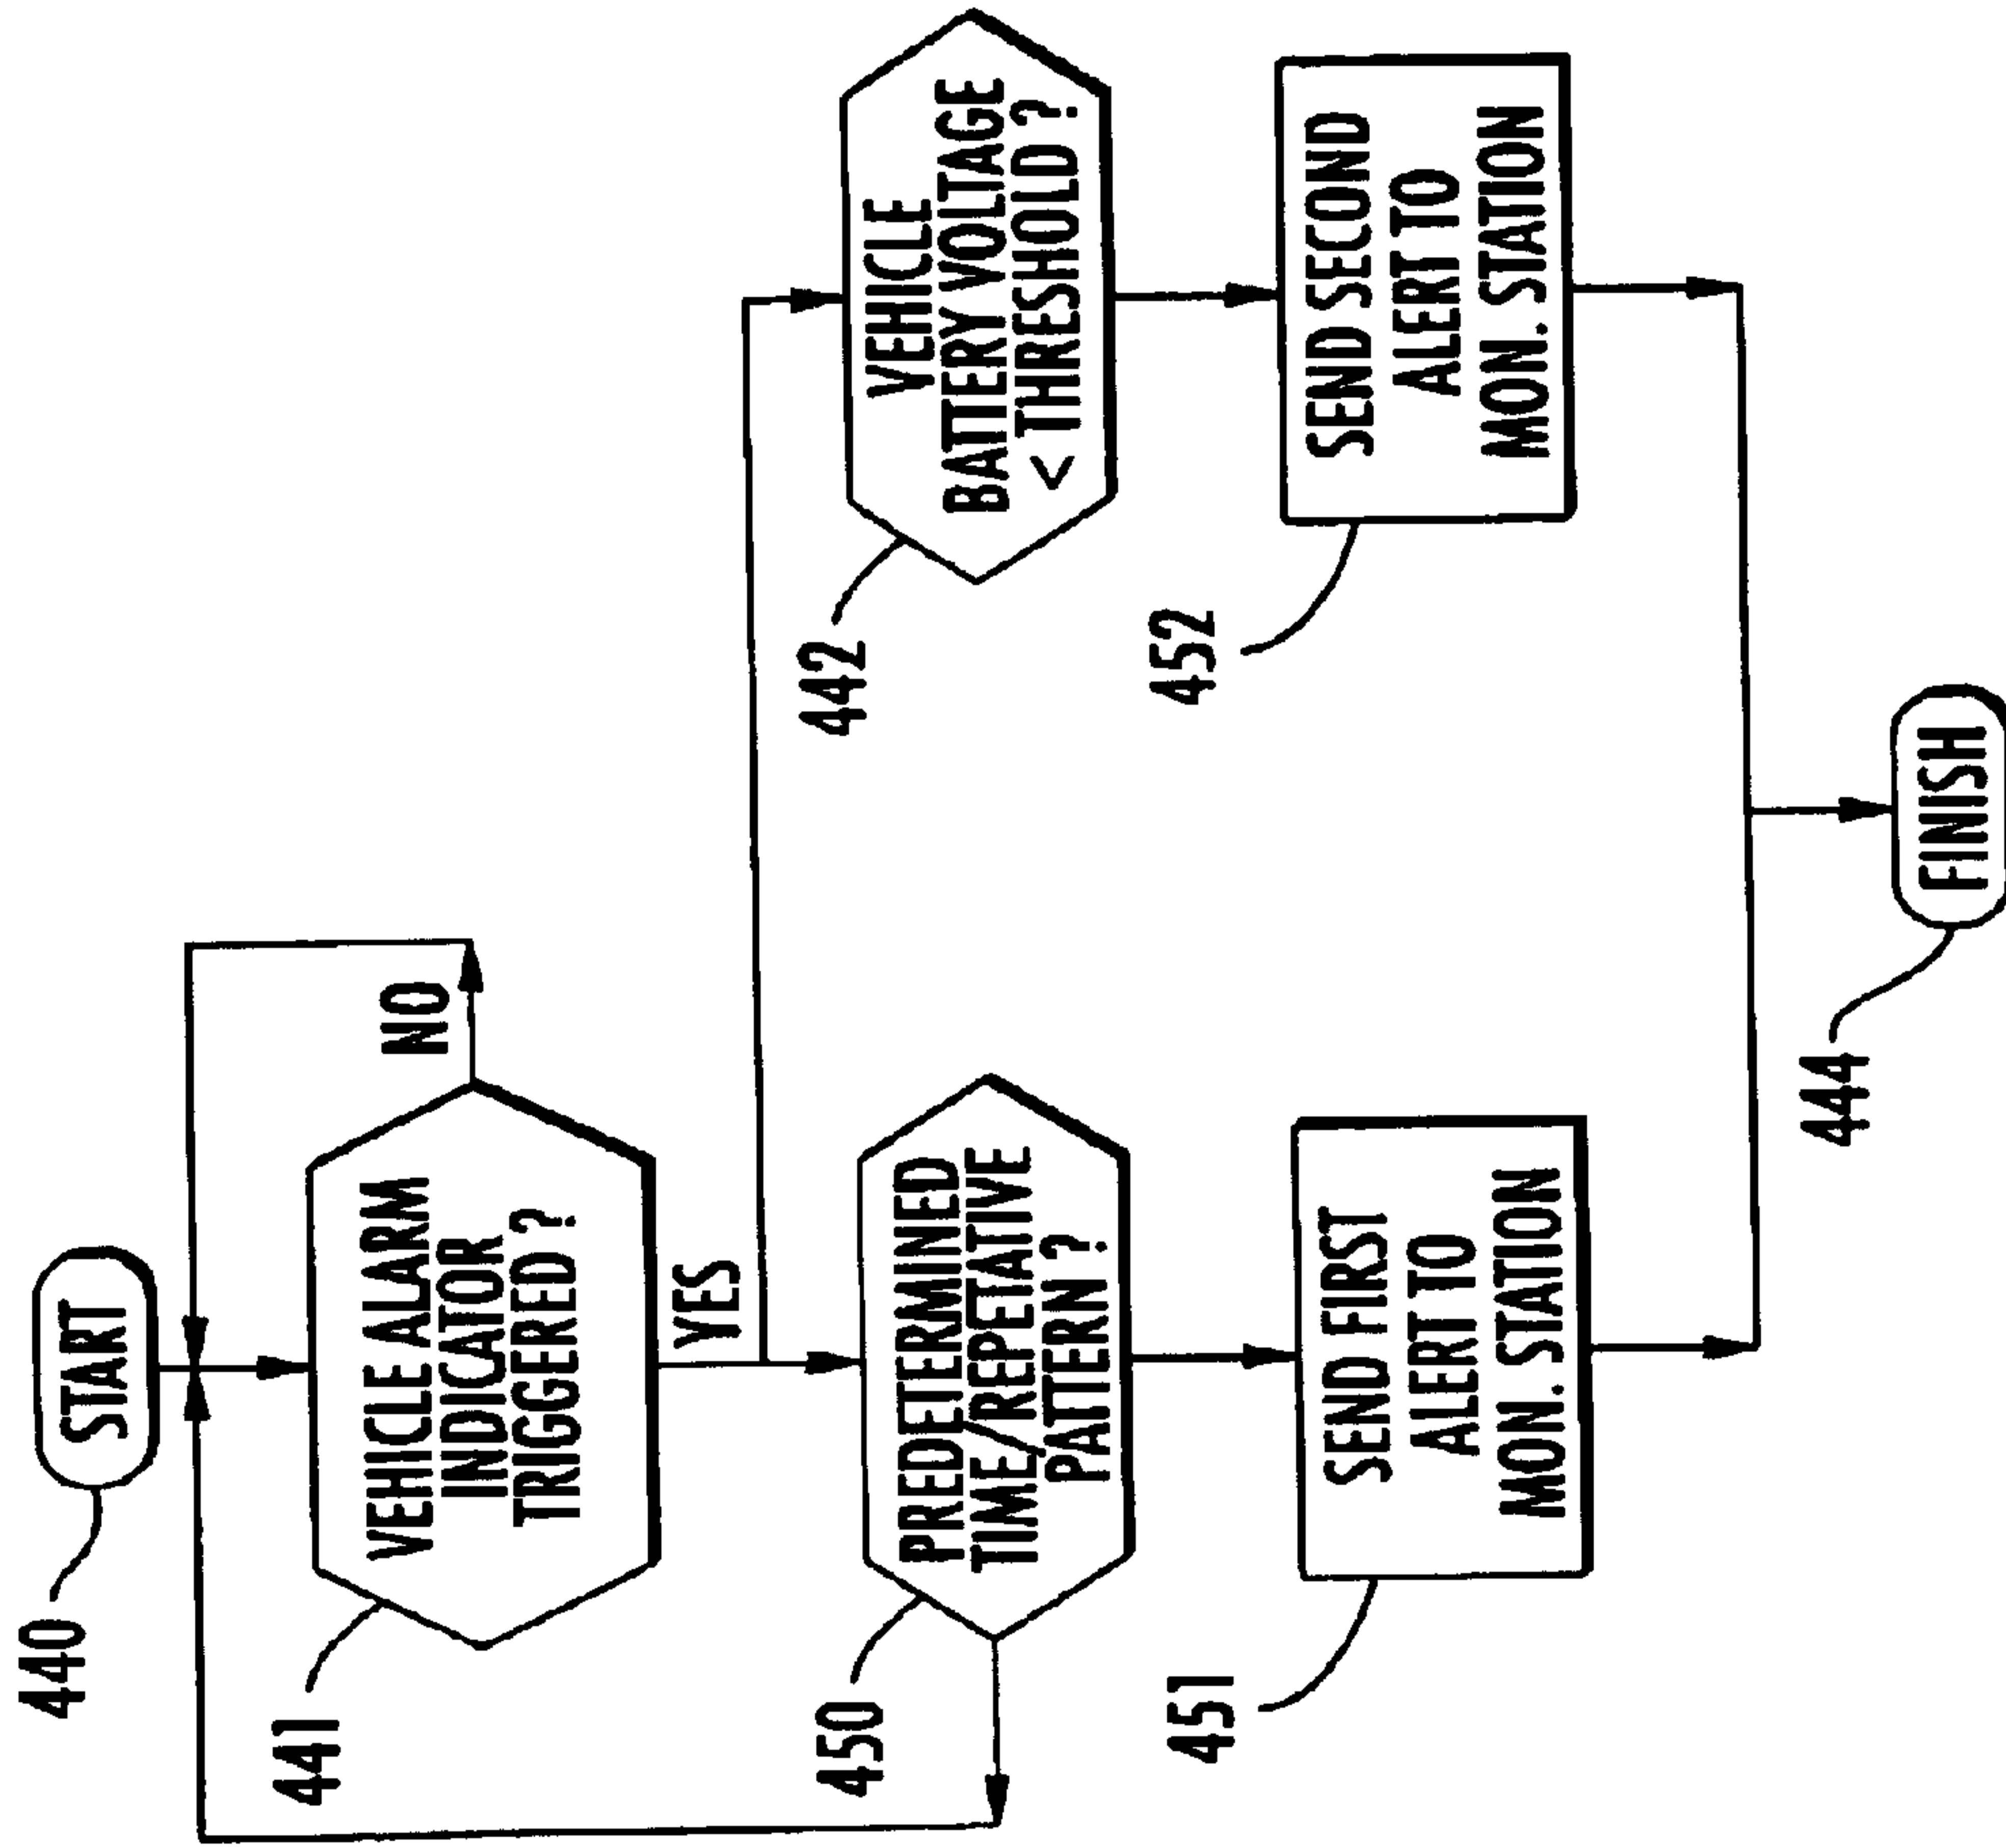 440
START
441
VEHICLE ALARM
INDICATOR
TRIGGERED?
NO
YES
450
PREDETERMINED
TIME/REPETATIVE
PATTERN?
442
VEHICLE
BATTERY VOLTAGE
< THRESHOLD?
451
SEND FIRST
ALERT TO
MON. STATION
452
SEND SECOND
ALERT TO
MON. STATION
444
FINISH